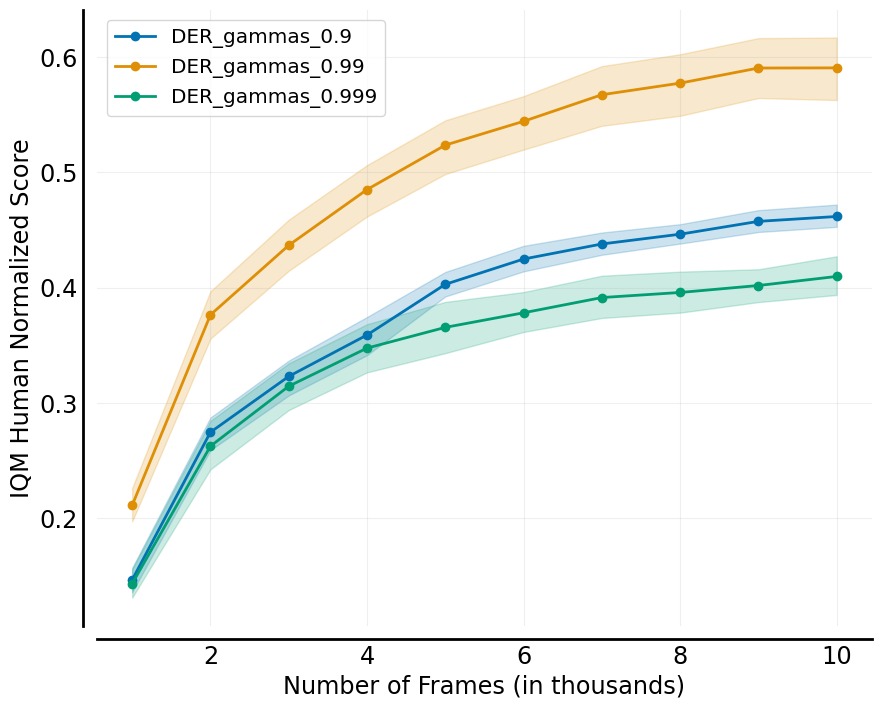 DER_gammas_0.9
DER_gammas_0.99
DER_gammas_0.999
IQM Human Normalized Score
0.6
0.5
0.4
0.3
0.2
2 4 6 8 10
Number of Frames (in thousands)